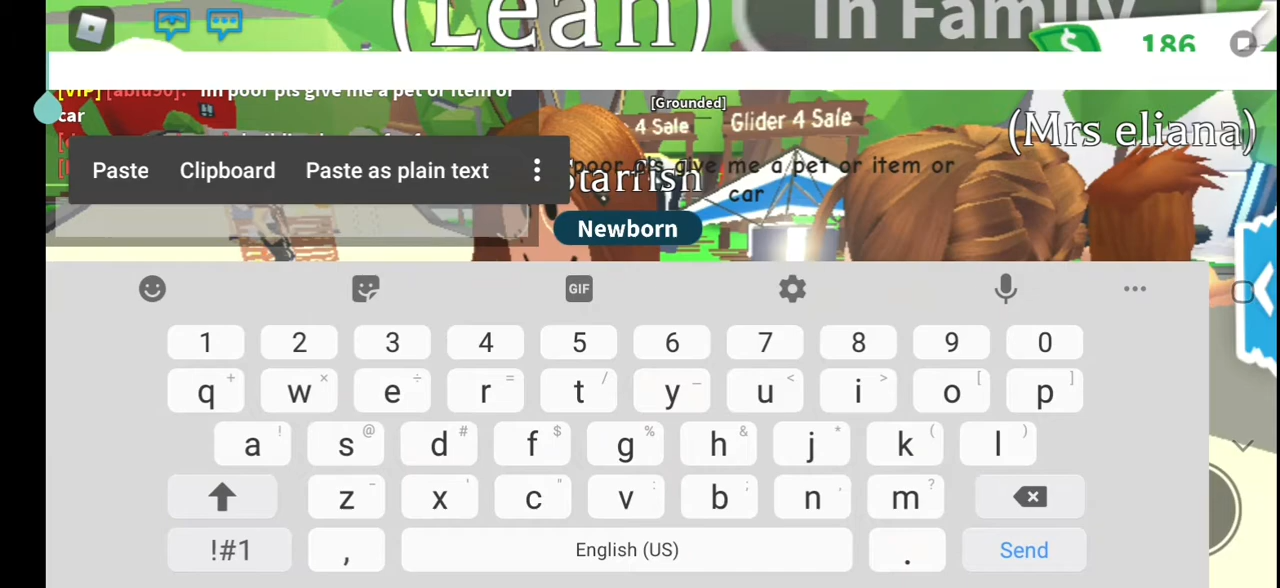 (Lean)
in Family
186
[VIP] [abiu90]: im poor pls give me a pet or item or
car
[Grounded]
4 Sale
Glider 4 Sale
(Mrs eliana)
Paste Clipboard Paste as plain text
poor pls give me a pet or item or
car
Starfish
Newborn
GIF
1 2 3 4 5 6 7 8 9 0
q + w × e ÷ r = t / y _ u < i > o [ p ]
a ! s @ d # f $ g % h & j * k ( l )
z - x ' c " v : b ; n , m ?
!#1 , English (US) . Send